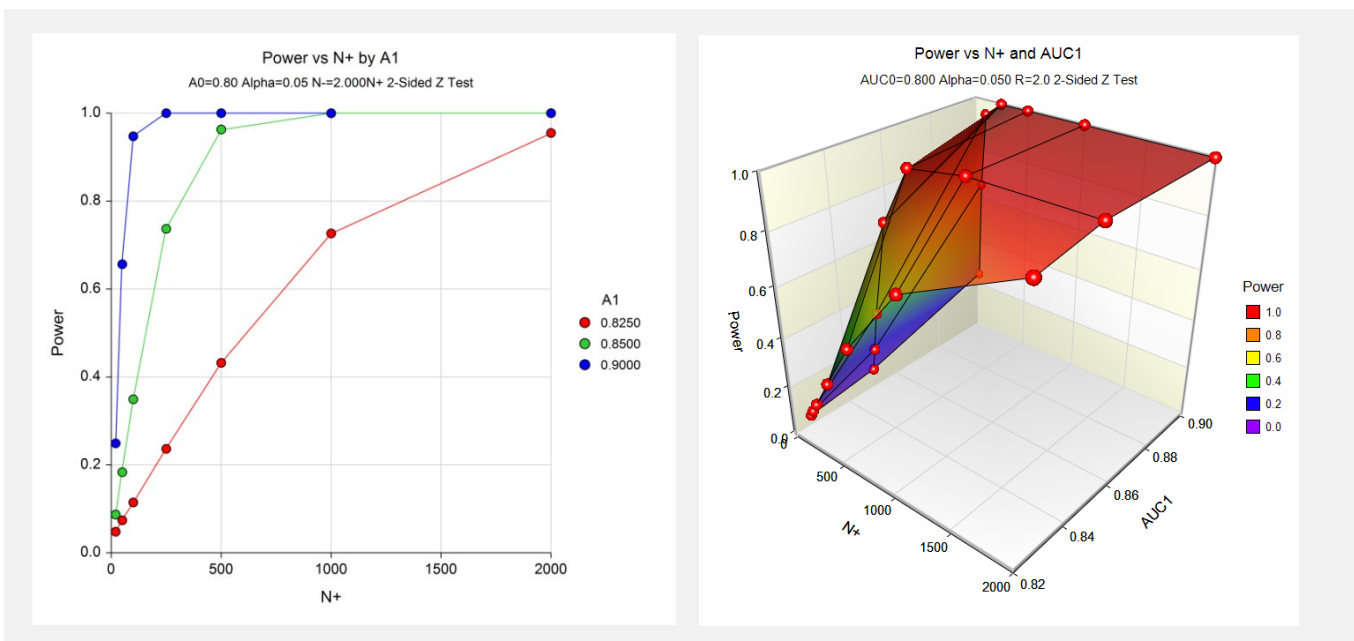 Power vs N+ by A1
A0=0.80 Alpha=0.05 N-=2.000N+ 2-Sided Z Test
1.0
0.8
0.6
0.4
0.2
0.0
Power
0 500 1000 1500 2000
N+
A1
0.8250
0.8500
0.9000
Power vs N+ and AUC1
AUC0=0.800 Alpha=0.050 R=2.0 2-Sided Z Test
1.0
0.8
0.6
0.4
0.2
0.0
Power
0
500
1000
1500
2000
N+
0.82
0.84
0.86
0.88
0.90
AUC1
Power
1.0
0.8
0.6
0.4
0.2
0.0